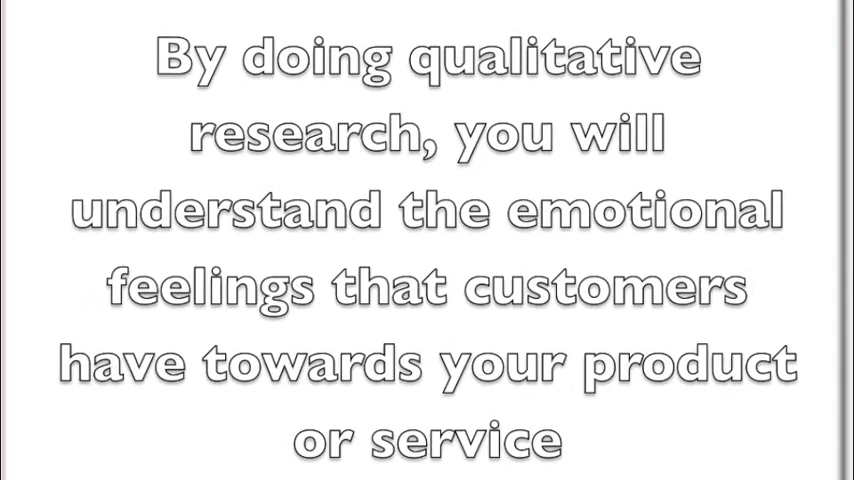 By doing qualitative
research, you will
understand the emotional
feelings that customers
have towards your product
or service